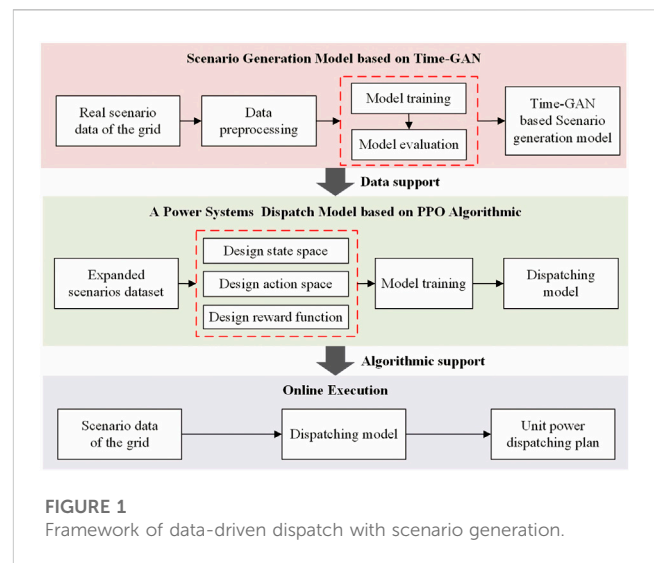 Scenario Generation Model based on Time-GAN
Real scenario
data of the grid
Data
preprocessing
Model training
Model evaluation
Time-GAN
based Scenario
generation model
Data support
A Power Systems Dispatch Model based on PPO Algorithmic
Expanded
scenarios dataset
Design state space
Design action space
Design reward function
Model training
Dispatching
model
Algorithmic support
Online Execution
Scenario data
of the grid
Dispatching model
Unit power
dispatching plan
FIGURE 1
Framework of data-driven dispatch with scenario generation.